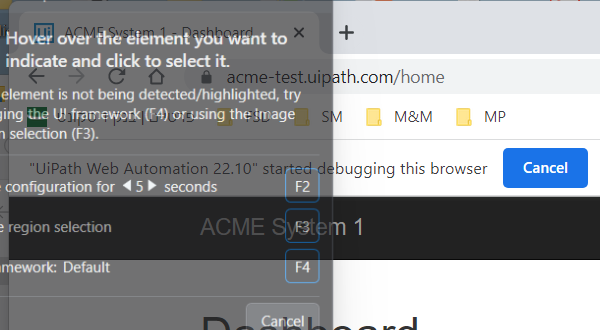 ACME System 1 - Dashboard
Hover over the element you want to
indicate and click to select it.
acme-test.uipath.com/home
element is not being detected/highlighted, try
ging the UI framework (F4) or using the image
n selection (F3).
SM
M&M
MP
"UiPath Web Automation 22.10" started debugging this browser
Cancel
e configuration for 5 seconds
F2
e region selection
F3
ACME System 1
mework: Default
F4
Cancel
Dashboard